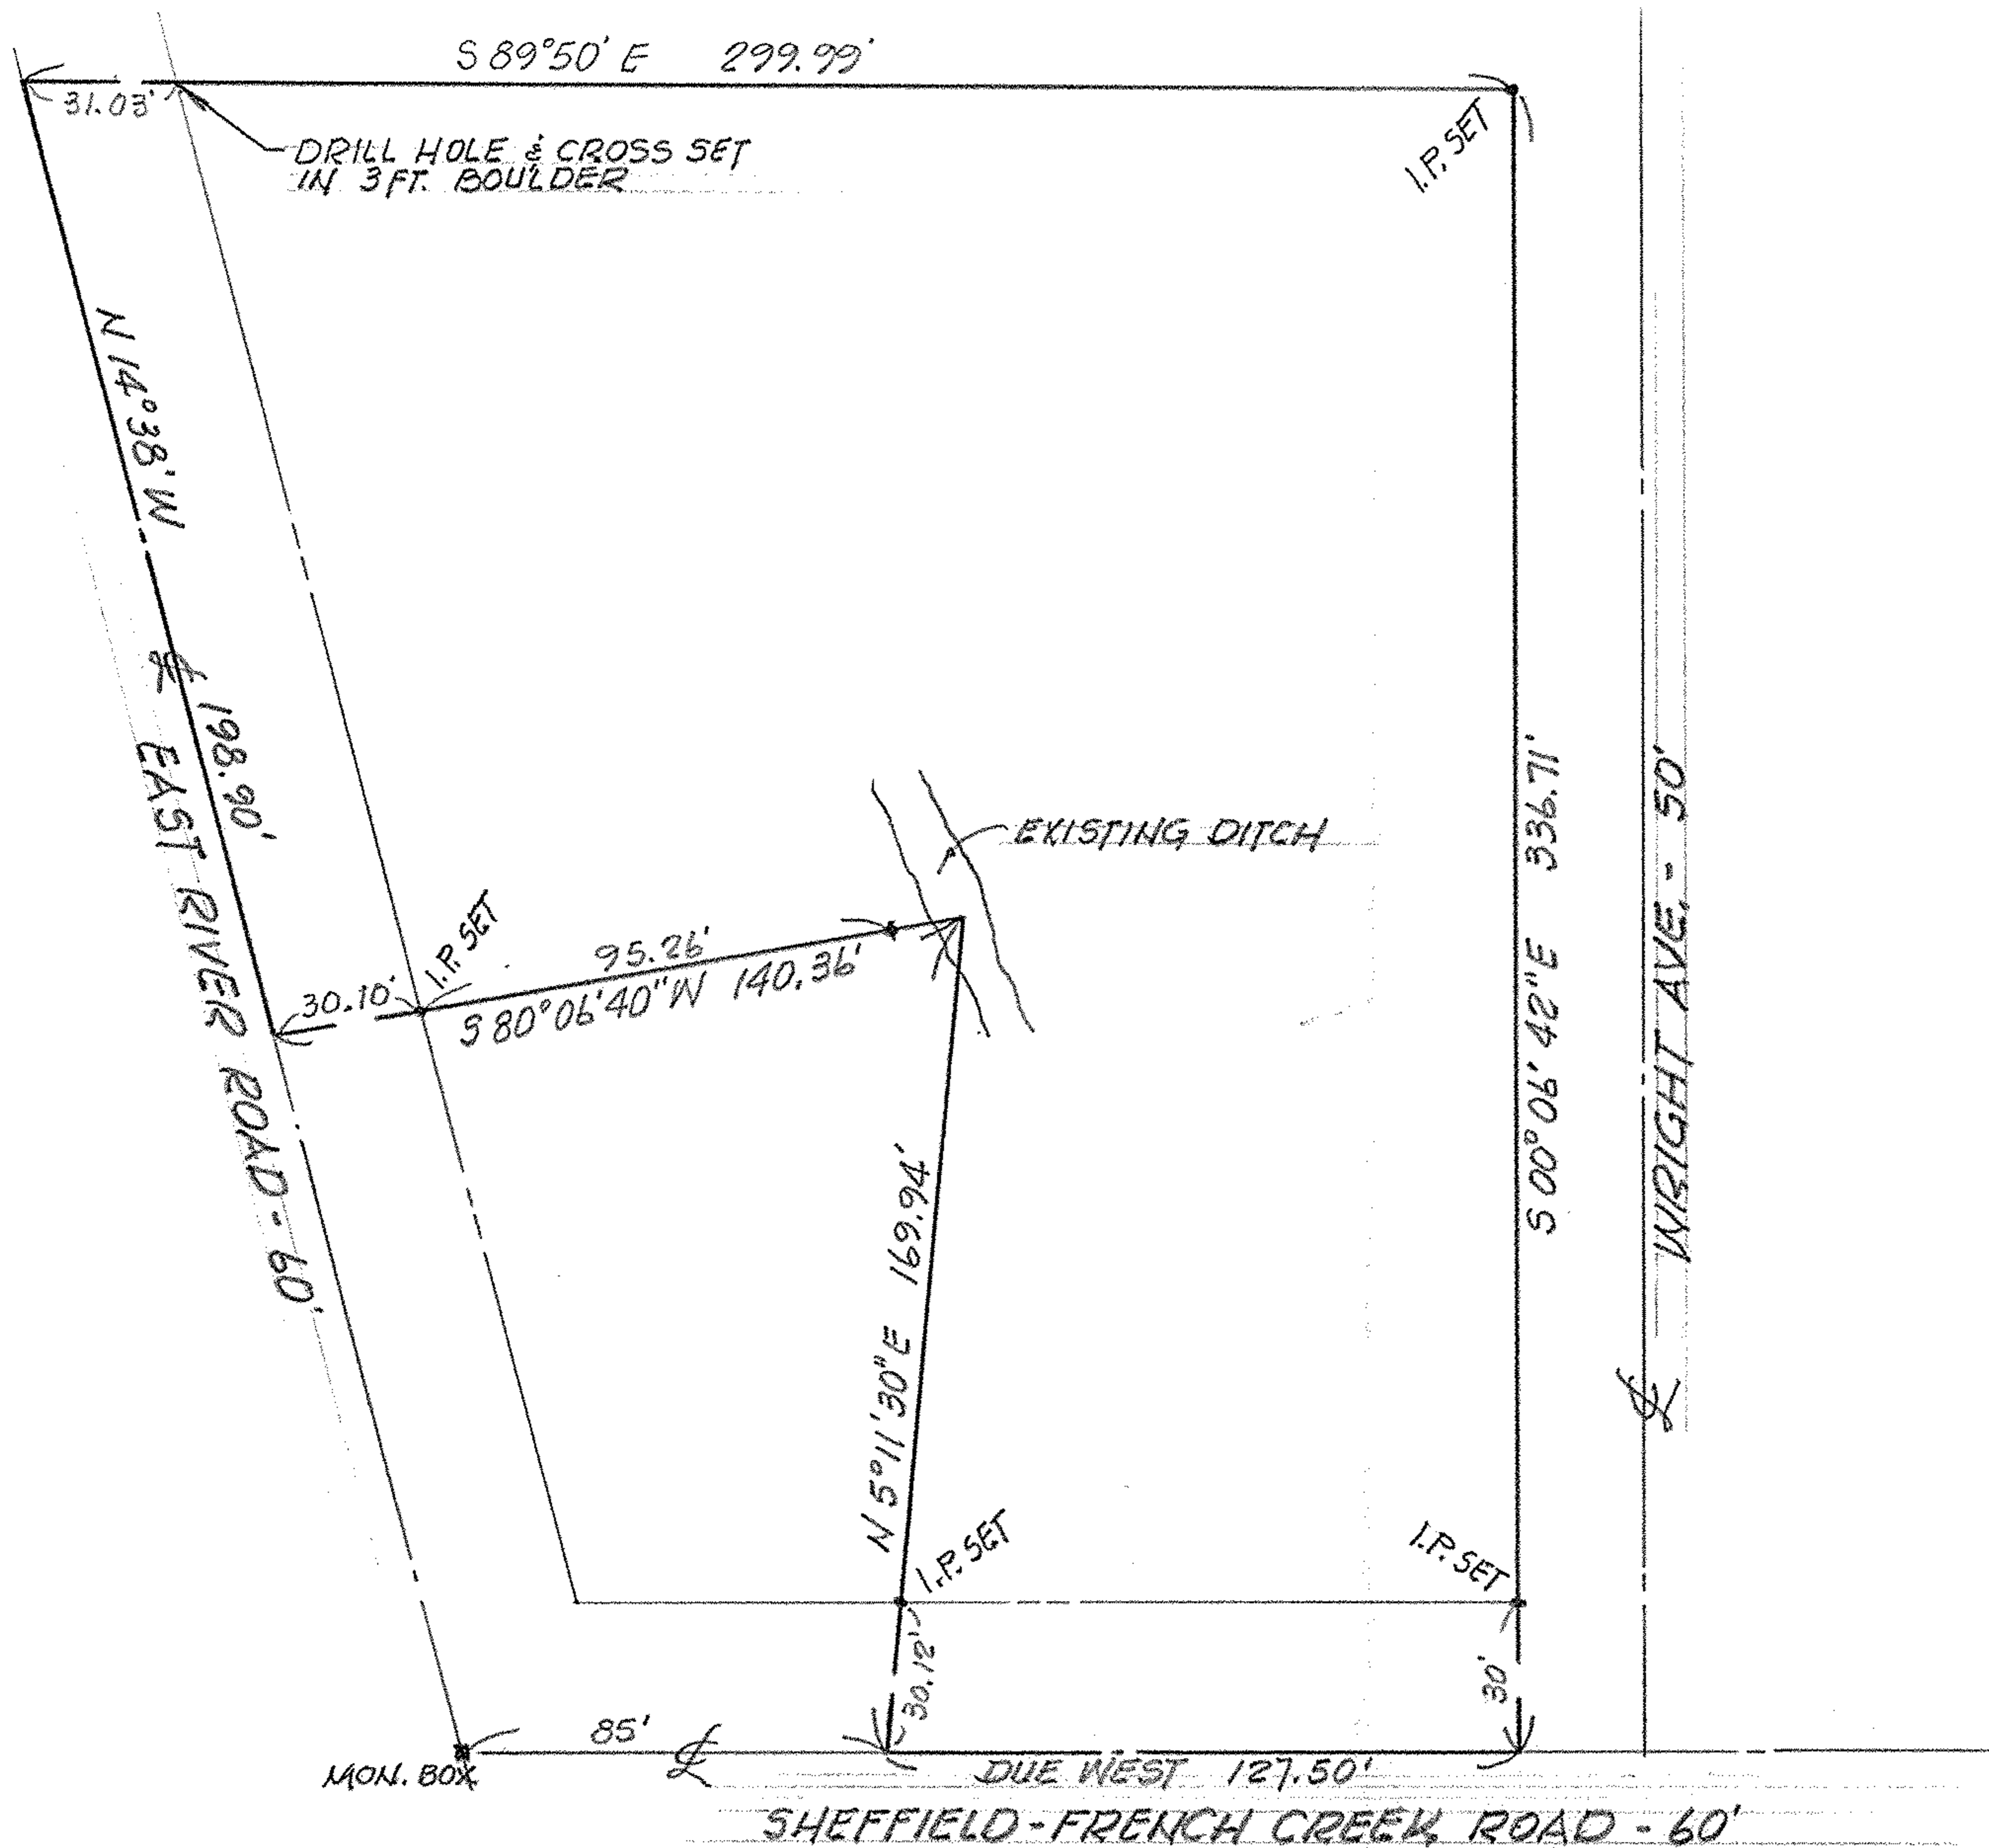 S 89°50' E 299.99'
31.03'
DRILL HOLE & CROSS SET
IN 3 FT. BOULDER
I.P. SET
N 14°38' W
198.90'
℄ EAST RIVER ROAD - 60'
EXISTING DITCH
S 00°06'42"E 336.71'
℄ WRIGHT AVE. - 50'
I.P. SET
95.26'
30.10'
S 80°06'40"W 140.36'
N 5°11'30"E 169.94'
I.P. SET
I.P. SET
30.12'
30'
85' ℄
MON. BOX
DUE WEST 127.50'
SHEFFIELD - FRENCH CREEK ROAD - 60'